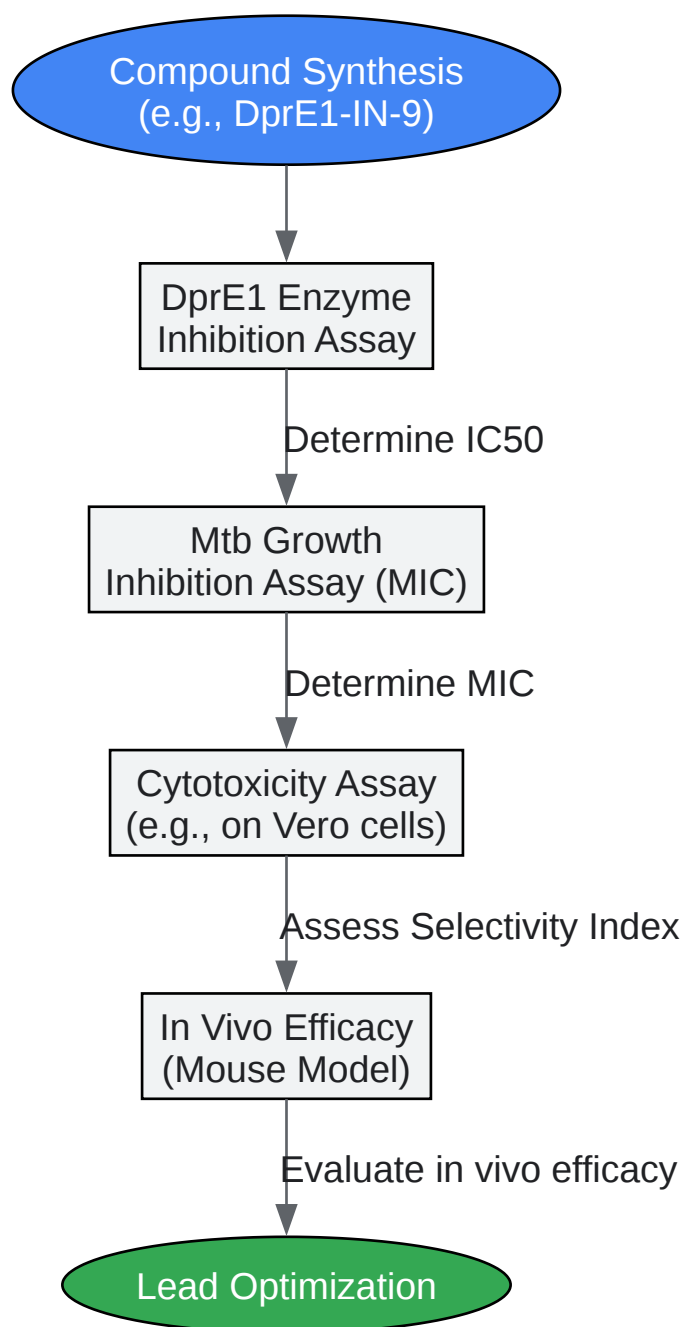 Compound Synthesis
(e.g., DprE1-IN-9)
DprE1 Enzyme
Inhibition Assay
Determine IC50
Mtb Growth
Inhibition Assay (MIC)
Determine MIC
Cytotoxicity Assay
(e.g., on Vero cells)
Assess Selectivity Index
In Vivo Efficacy
(Mouse Model)
Evaluate in vivo efficacy
Lead Optimization